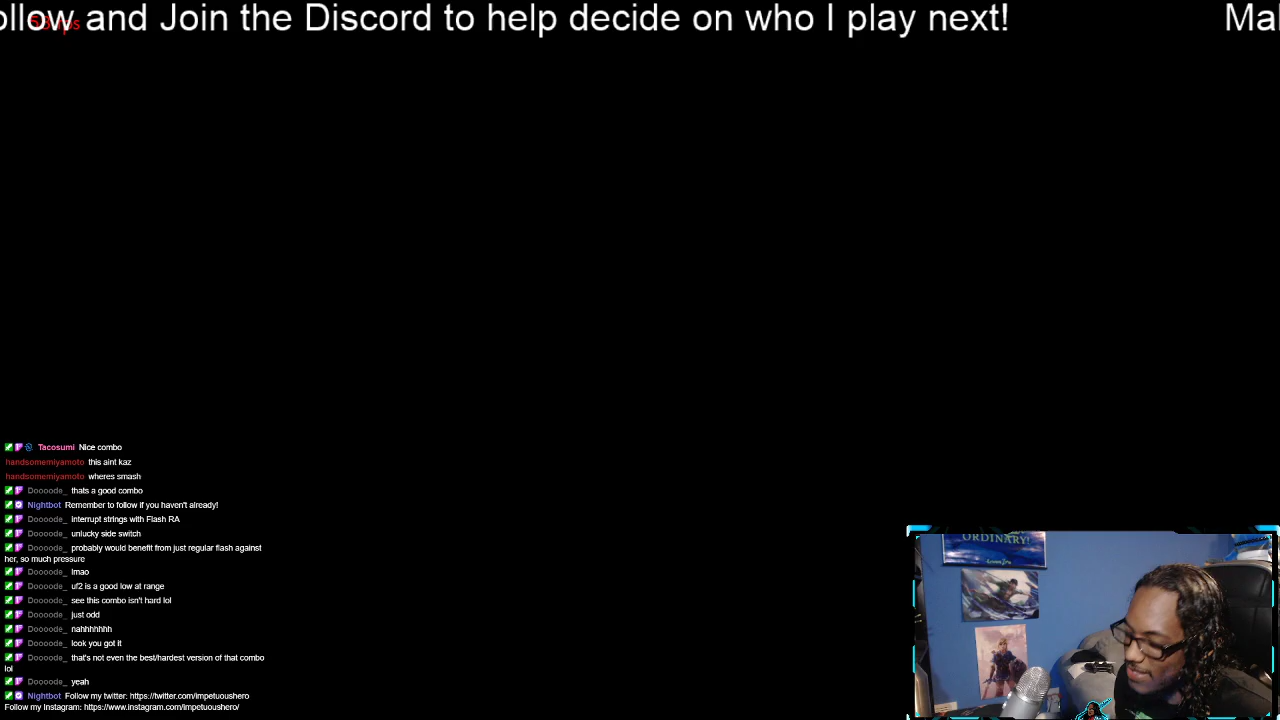 ollow and Join the Discord to help decide on who I play next! Ma
Tacosumi Nice combo
handsomemiyamoto this aint kaz
handsomemiyamoto wheres smash
Doooode_ thats a good combo
Nightbot Remember to follow if you haven't already!
Doooode_ interrupt strings with Flash RA
Doooode_ unlucky side switch
Doooode_ probably would benefit from just regular flash against
her, so much pressure
Doooode_ lmao
Doooode_ uf2 is a good low at range
Doooode_ see this combo isn't hard lol
Doooode_ just odd
Doooode_ nahhhhhhh
Doooode_ look you got it
Doooode_ that's not even the best/hardest version of that combo
lol
Doooode_ yeah
Nightbot Follow my twitter: https://twitter.com/impetuoushero
Follow my Instagram: https://www.instagram.com/impetuoushero/
ORDINARY!